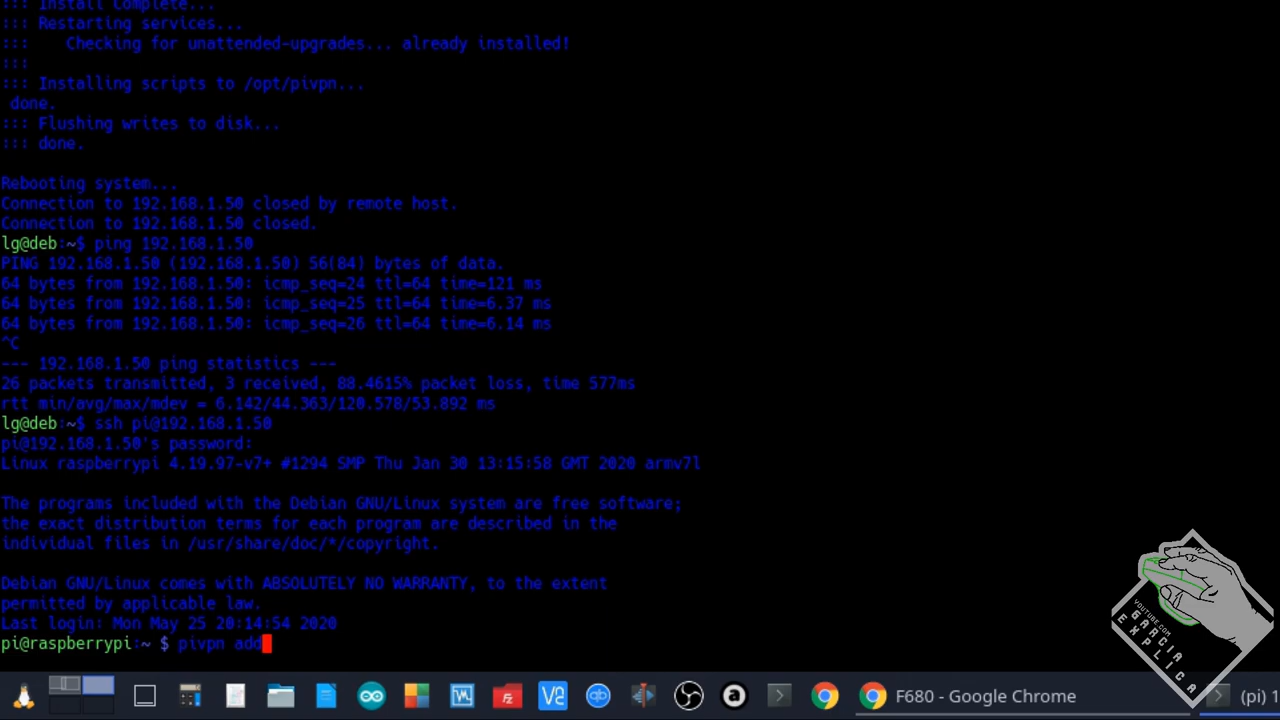 ::: Install Complete...
::: Restarting services...
:::    Checking for unattended-upgrades... already installed!
:::
::: Installing scripts to /opt/pivpn...
 done.
::: Flushing writes to disk...
::: done.
Rebooting system...
Connection to 192.168.1.50 closed by remote host.
Connection to 192.168.1.50 closed.
lg@deb:~$ ping 192.168.1.50
PING 192.168.1.50 (192.168.1.50) 56(84) bytes of data.
64 bytes from 192.168.1.50: icmp_seq=24 ttl=64 time=121 ms
64 bytes from 192.168.1.50: icmp_seq=25 ttl=64 time=6.37 ms
64 bytes from 192.168.1.50: icmp_seq=26 ttl=64 time=6.14 ms
^C
--- 192.168.1.50 ping statistics ---
26 packets transmitted, 3 received, 88.4615% packet loss, time 577ms
rtt min/avg/max/mdev = 6.142/44.363/120.578/53.892 ms
lg@deb:~$ ssh pi@192.168.1.50
pi@192.168.1.50's password:
Linux raspberrypi 4.19.97-v7+ #1294 SMP Thu Jan 30 13:15:58 GMT 2020 armv7l
The programs included with the Debian GNU/Linux system are free software;
the exact distribution terms for each program are described in the
individual files in /usr/share/doc/*/copyright.
Debian GNU/Linux comes with ABSOLUTELY NO WARRANTY, to the extent
permitted by applicable law.
Last login: Mon May 25 20:14:54 2020
pi@raspberrypi:~ $ pivpn add
YOUTUBE.COM
GARCIA
EXPLICA
F680 - Google Chrome
(pi) 1